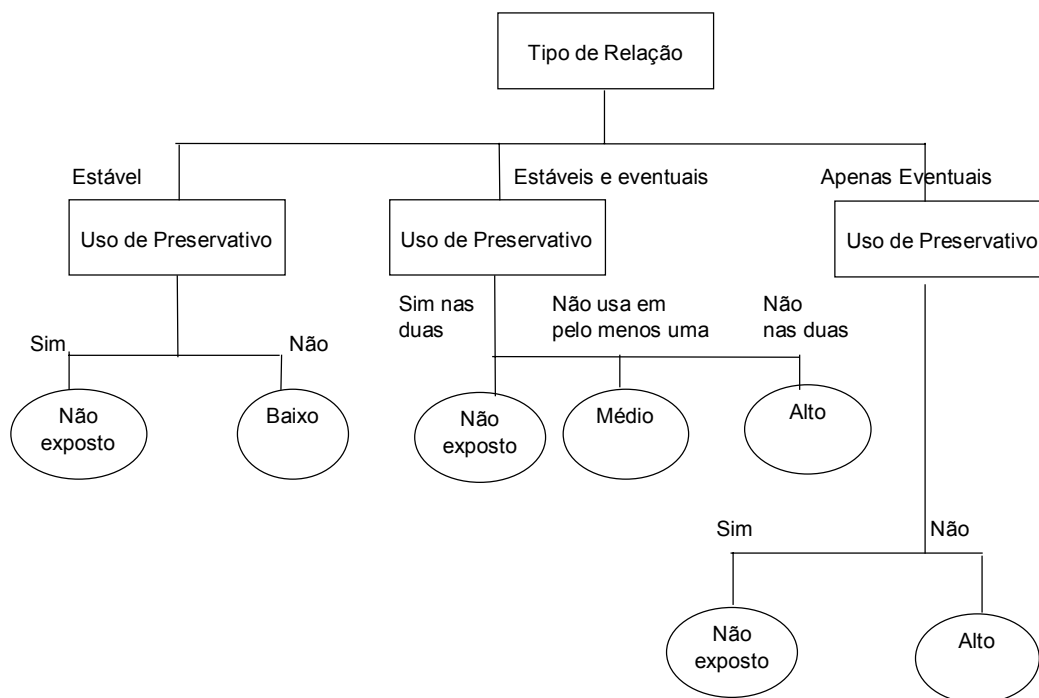 Tipo de Relação
Estável
Estáveis e eventuais
Apenas Eventuais
Uso de Preservativo
Uso de Preservativo
Uso de Preservativo
Sim nas
duas
Não usa em
pelo menos uma
Não
nas duas
Sim
Não
Não
exposto
Baixo
Não
exposto
Médio
Alto
Sim
Não
Não
exposto
Alto